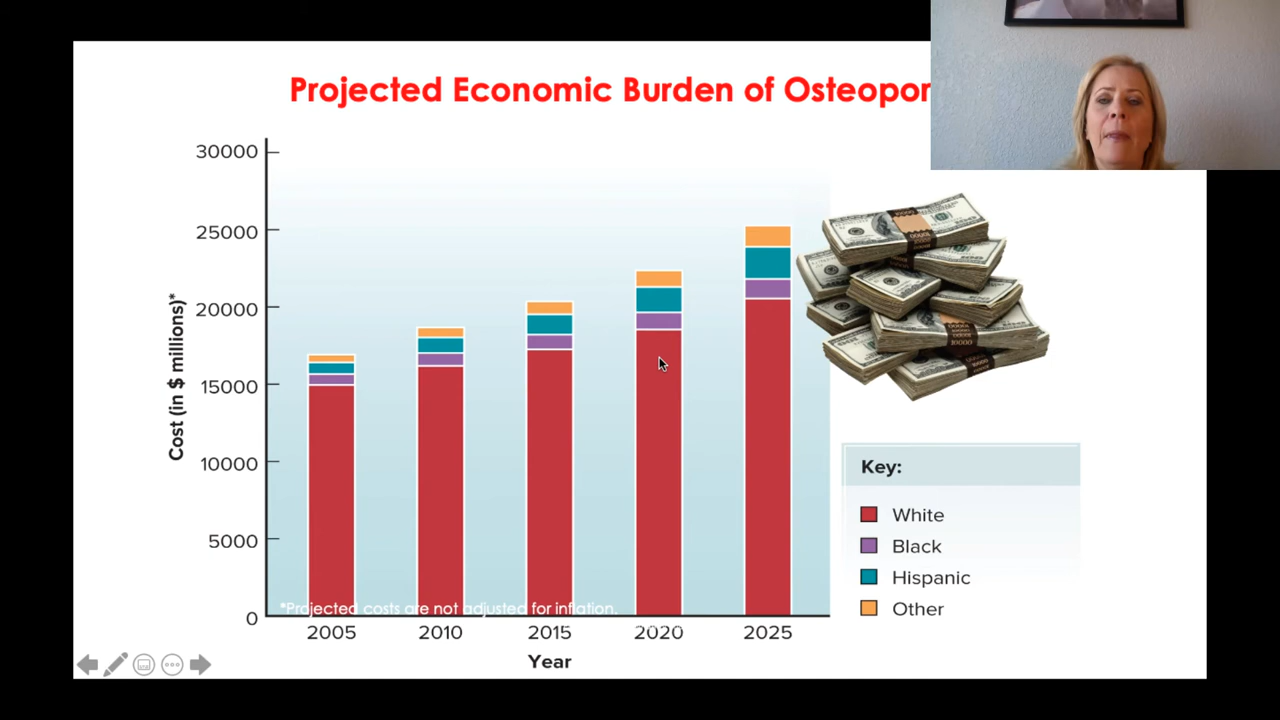 Projected Economic Burden of Osteopor
30000
25000
20000
15000
10000
5000
0
Cost (in $ millions)*
*Projected costs are not adjusted for inflation.
2005 2010 2015 2020 2025
Year
Key:
White
Black
Hispanic
Other